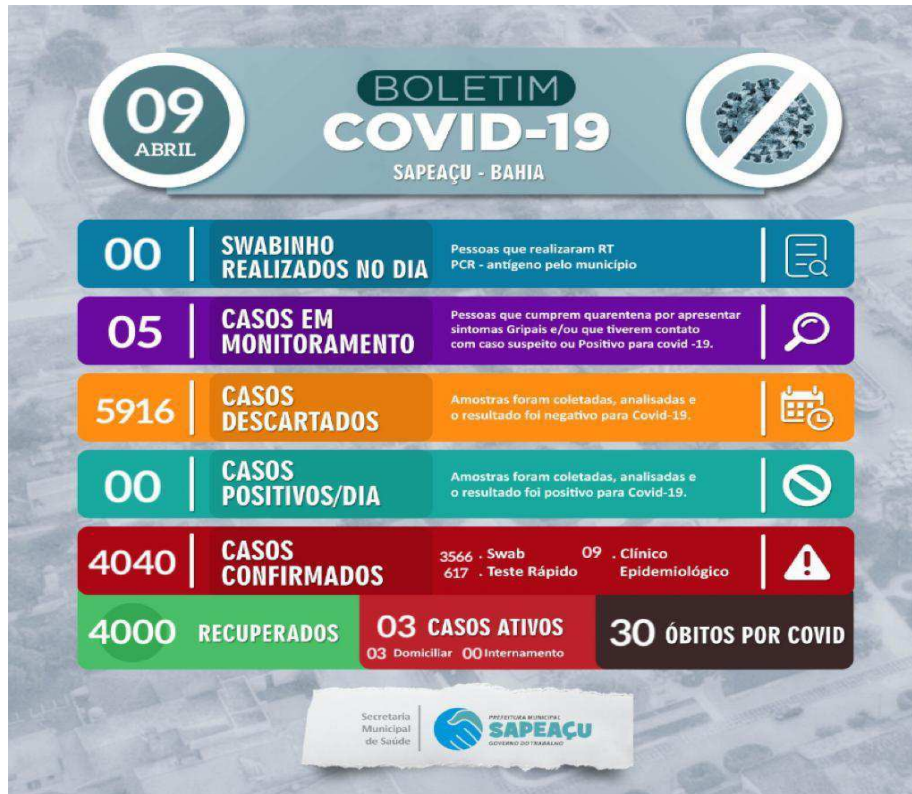 09
ABRIL
BOLETIM
COVID-19
SAPEAÇU - BAHIA
00
SWABINHO
REALIZADOS NO DIA
Pessoas que realizaram RT
PCR - antígeno pelo município
05
CASOS EM
MONITORAMENTO
Pessoas que cumprem quarentena por apresentar
sintomas Gripais e/ou que tiverem contato
com caso suspeito ou Positivo para covid -19.
5916
CASOS
DESCARTADOS
Amostras foram coletadas, analisadas e
o resultado foi negativo para Covid-19.
00
CASOS
POSITIVOS/DIA
Amostras foram coletadas, analisadas e
o resultado foi positivo para Covid-19.
4040
CASOS
CONFIRMADOS
3566 . Swab
617 . Teste Rápido
09 . Clínico
Epidemiológico
4000 RECUPERADOS
03 CASOS ATIVOS
03 Domiciliar 00 Internamento
30 ÓBITOS POR COVID
Secretaria
Municipal
de Saúde
PREFEITURA MUNICIPAL
SAPEAÇU
GOVERNO DO TRABALHO